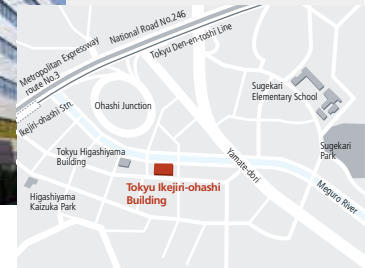 National Road No.246
Metropolitan Expressway
route No.3
Tokyu Den-en-toshi Line
Ikejiri-ohashi Stn.
Ohashi Junction
Sugekari
Elementary School
Tokyu Higashiyama
Building
Yamate-dori
Sugekari
Park
Tokyu Ikejiri-ohashi
Building
Higashiyama
Kaizuka Park
Meguro River